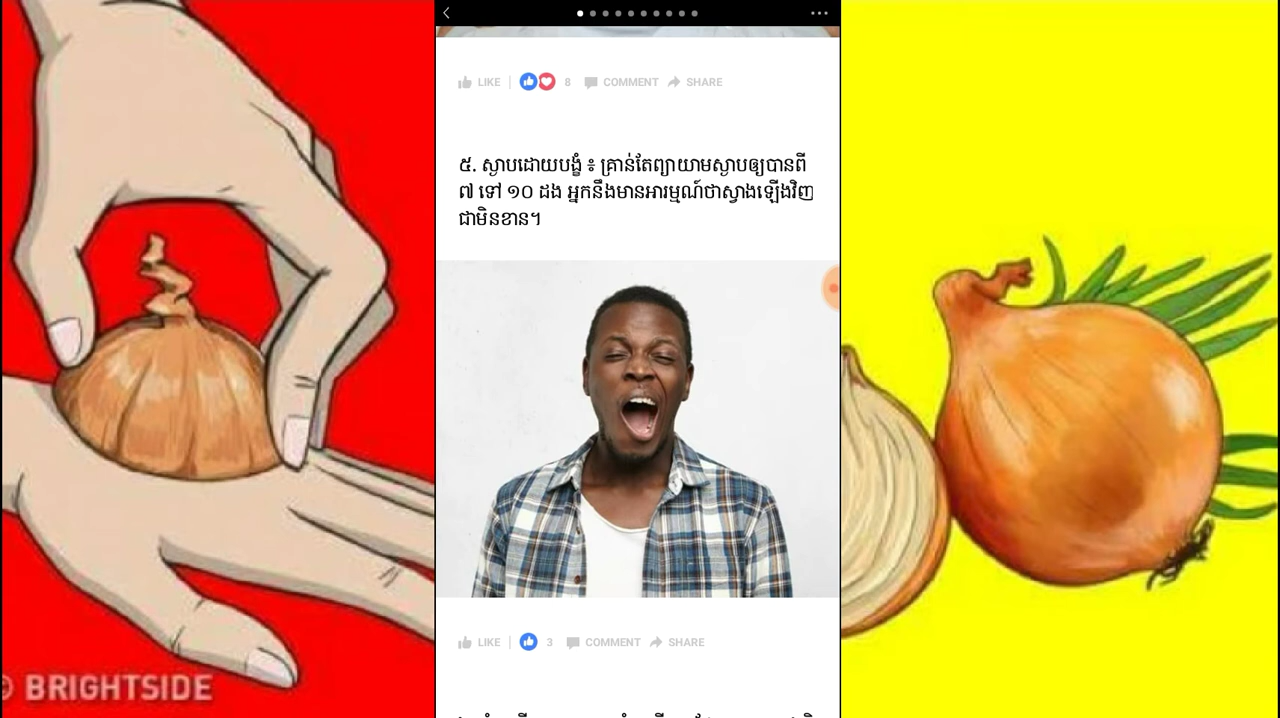 LIKE 8 COMMENT SHARE
៥. ស្ងាបដោយបង្ខំ ៖ គ្រាន់តែព្យាយាមស្ងាបឲ្យបានពី
៧ ទៅ ១០ ដង អ្នកនឹងមានអារម្មណ៍ថាស្វាងឡើងវិញ
ជាមិនខាន។
LIKE 3 COMMENT SHARE
BRIGHTSIDE